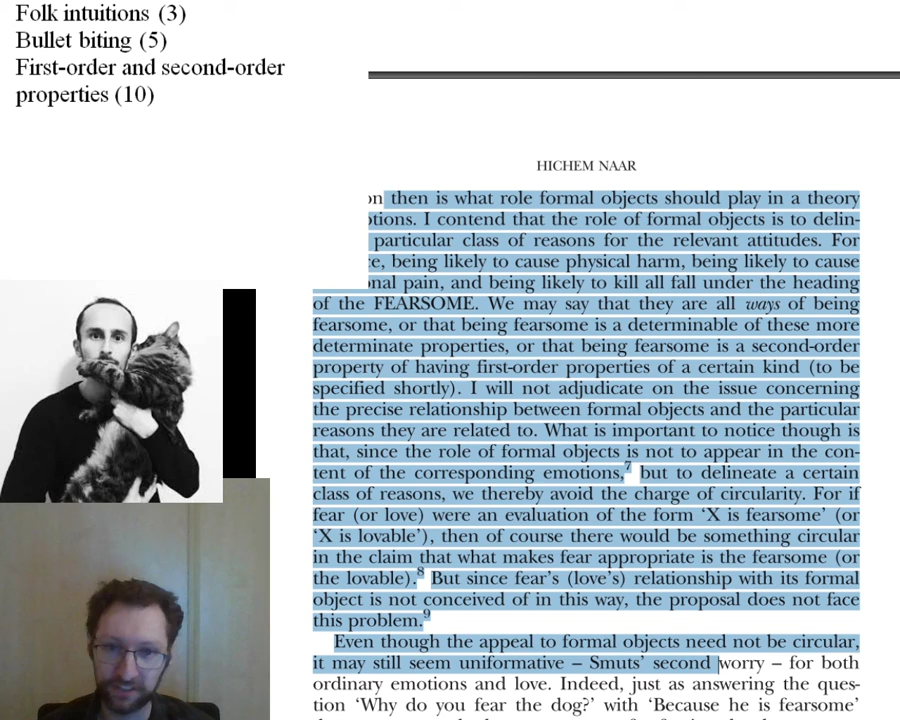 Folk intuitions (3)
Bullet biting (5)
First-order and second-order
properties (10)
HICHEM NAAR
then is what role formal objects should play in a theory
I contend that the role of formal objects is to delin-
particular class of reasons for the relevant attitudes. For
being likely to cause physical harm, being likely to cause
pain, and being likely to kill all fall under the heading
of the FEARSOME. We may say that they are all ways of being
fearsome, or that being fearsome is a determinable of these more
determinate properties, or that being fearsome is a second-order
property of having first-order properties of a certain kind (to be
specified shortly). I will not adjudicate on the issue concerning
the precise relationship between formal objects and the particular
reasons they are related to. What is important to notice though is
that, since the role of formal objects is not to appear in the con-
tent of the corresponding emotions,7 but to delineate a certain
class of reasons, we thereby avoid the charge of circularity. For if
fear (or love) were an evaluation of the form ‘X is fearsome’ (or
‘X is lovable’), then of course there would be something circular
in the claim that what makes fear appropriate is the fearsome (or
the lovable).8 But since fear’s (love’s) relationship with its formal
object is not conceived of in this way, the proposal does not face
this problem.9
Even though the appeal to formal objects need not be circular,
it may still seem uniformative – Smuts’ second worry – for both
ordinary emotions and love. Indeed, just as answering the ques-
tion ‘Why do you fear the dog?’ with ‘Because he is fearsome’